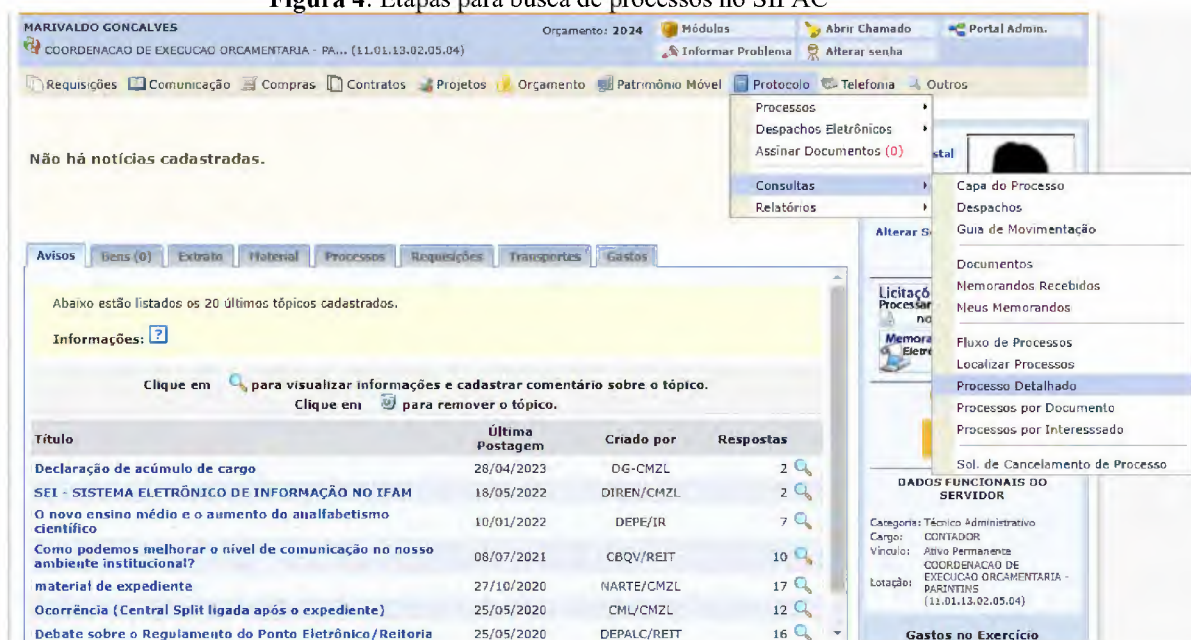 Figura 4. Etapas para busca de processos no SIPAC
MARIVALDO GONCALVES
Orçamento: 2024
Módulos
Abrir Chamado
Portal Admin.
COORDENACAO DE EXECUCAO ORCAMENTARIA - PA... (11.01.13.02.05.04)
Informar Problema
Alterar senha
Requisições Comunicação Compras Contratos Projetos Orçamento Patrimônio Móvel Protocolo Telefonia Outros
Processos
Despachos Eletrônicos
Assinar Documentos (0)
Consultas
Relatórios
Capa do Processo
Despachos
Guia de Movimentação
Documentos
Memorandos Recebidos
Meus Memorandos
Fluxo de Processos
Localizar Processos
Processo Detalhado
Processos por Documento
Processos por Interesssado
Sol. de Cancelamento de Processo
Não há notícias cadastradas.
stal
Alterar S
Avisos Bens (0) Extrato Material Processos Requisições Transportes Gastos
Abaixo estão listados os 20 últimos tópicos cadastrados.
Informações: ?
Licitaçõ
Processar
no
Memora
Eletrô
Clique em para visualizar informações e cadastrar comentário sobre o tópico.
Clique em para remover o tópico.
Título Última Postagem Criado por Respostas
Declaração de acúmulo de cargo 28/04/2023 DG-CMZL 2
SEI - SISTEMA ELETRÔNICO DE INFORMAÇÃO NO IFAM 18/05/2022 DIREN/CMZL 2
O novo ensino médio e o aumento do analfabetismo
científico 10/01/2022 DEPE/IR 7
Como podemos melhorar o nível de comunicação no nosso
ambiente institucional? 08/07/2021 CBQV/REIT 10
material de expediente 27/10/2020 NARTE/CMZL 17
Ocorrência (Central Split ligada após o expediente) 25/05/2020 CML/CMZL 12
Debate sobre o Regulamento do Ponto Eletrônico/Reitoria 25/05/2020 DEPALC/REIT 16
DADOS FUNCIONAIS DO
SERVIDOR
Categoria: Técnico Administrativo
Cargo: CONTADOR
Vínculo: Ativo Permanente
Lotação: COORDENACAO DE
EXECUCAO ORCAMENTARIA -
PARINTINS
(11.01.13.02.05.04)
Gastos no Exercício